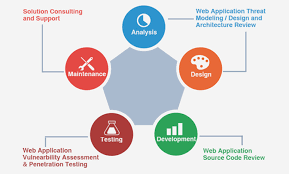 Solution Consulting
and Support
Analysis
Web Application Threat
Modeling / Design and
Architecture Review
Maintenance
Design
Testing
Development
Web Application
Vulnearability Assessment
& Penetration Testing
Web Application
Source Code Review